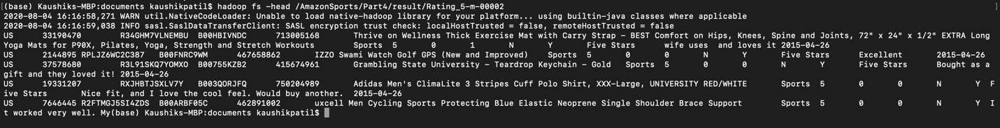 (base) Kaushiks-MBP:documents kaushikpatil$ hadoop fs -head /AmazonSports/Part4/result/Rating_5-m-00002
2020-08-04 16:16:58,271 WARN util.NativeCodeLoader: Unable to load native-hadoop library for your platform... using builtin-java classes where applicable
2020-08-04 16:16:59,038 INFO sasl.SaslDataTransferClient: SASL encryption trust check: localHostTrusted = false, remoteHostTrusted = false
US 33190470 R34GHM7VLNEMBU B00HBIVNDC 713005168 Thrive on Wellness Thick Exercise Mat with Carry Strap - BEST Comfort on Hips, Knees, Spine and Joints, 72" x 24" x 1/2" EXTRA Long
Yoga Mats for P90X, Pilates, Yoga, Strength and Stretch Workouts Sports 5 0 1 N Y Five Stars wife uses and loves it 2015-04-26
US 2144895 RPLJZ6WC2C387 B00FNRC9WM 467658862 IZZO Swami Watch Golf GPS (New and Improved) Sports 5 0 0 N Y Five Stars Excellent 2015-04-26
US 37578680 R3L91SKQ7YOMXO B00755KZB2 415674961 Grambling State University - Teardrop Keychain - Gold Sports 5 0 0 N Y Five Stars Bought as a
gift and they loved it! 2015-04-26
US 19331207 RXJHBTJSXLV7Y B003QORJFQ 750204989 Adidas Men's ClimaLite 3 Stripes Cuff Polo Shirt, XXX-Large, UNIVERSITY RED/WHITE Sports 5 0 0 N Y F
ive Stars Nice fit, and I love the cool feel. Would buy another. 2015-04-26
US 7646445 R2FTMGJ5SI4ZDS B00ARBF05C 462891002 uxcell Men Cycling Sports Protecting Blue Elastic Neoprene Single Shoulder Brace Support Sports 5 0 0 N Y I
t worked very well. My(base) Kaushiks-MBP:documents kaushikpatil$